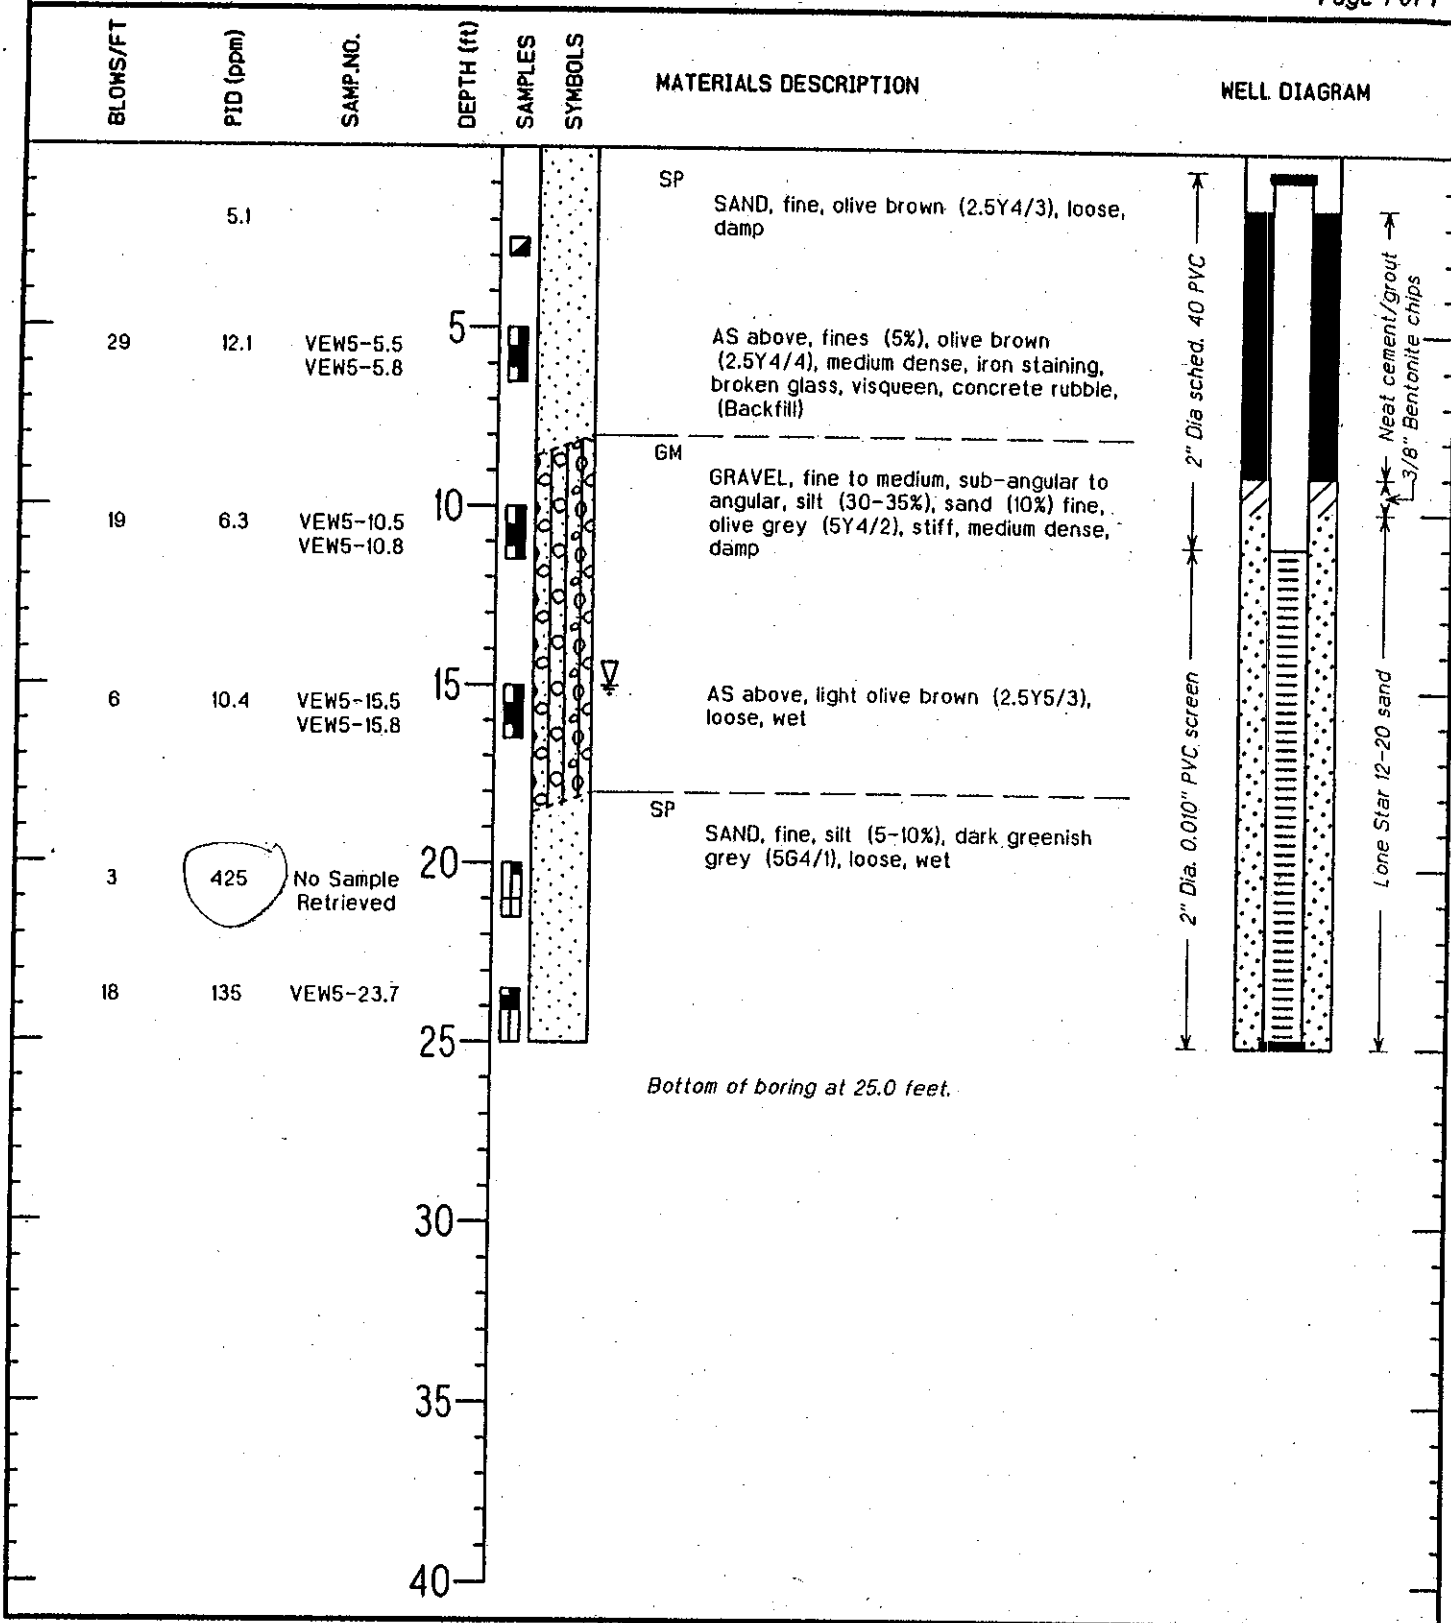 Page 1 of 1
BLOWS/FT PID (ppm) SAMP.NO. DEPTH (ft) SAMPLES SYMBOLS MATERIALS DESCRIPTION WELL DIAGRAM
SP
SAND, fine, olive brown (2.5Y4/3), loose,
damp
5.1
5
29 12.1 VEW5-5.5
VEW5-5.8
AS above, fines (5%), olive brown
(2.5Y4/4), medium dense, iron staining,
broken glass, visqueen, concrete rubble,
(Backfill)
GM
GRAVEL, fine to medium, sub-angular to
angular, silt (30-35%), sand (10%) fine,
olive grey (5Y4/2), stiff, medium dense,
damp
10
19 6.3 VEW5-10.5
VEW5-10.8
15
6 10.4 VEW5-15.5
VEW5-15.8
AS above, light olive brown (2.5Y5/3),
loose, wet
SP
SAND, fine, silt (5-10%), dark greenish
grey (5G4/1), loose, wet
20
3 425 No Sample
Retrieved
18 135 VEW5-23.7
25
Bottom of boring at 25.0 feet.
30
35
40
2" Dia sched. 40 PVC
2" Dia. 0.010" PVC screen
Neat cement/grout
3/8" Bentonite chips
Lone Star 12-20 sand